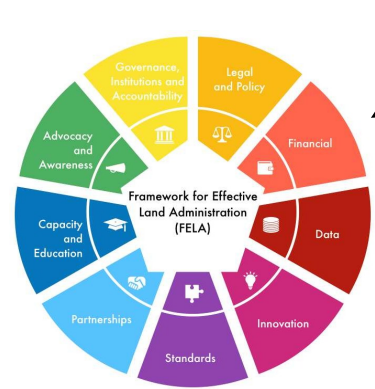 Governance,
Institutions and
Accountability
Legal
and Policy
Financial
Data
Innovation
Standards
Partnerships
Capacity
and
Education
Advocacy
and
Awareness
Framework for Effective
Land Administration
(FELA)